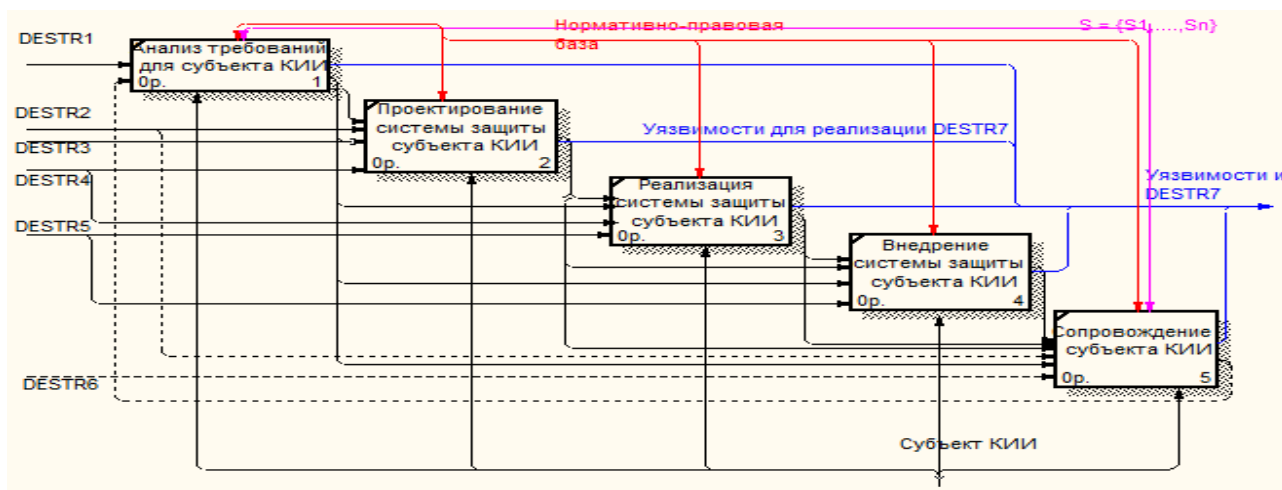 DESTR1
Нормативно-правовая
база
S = {S1,....,Sn}
Анализ требований
для субъекта КИИ
0р. 1
DESTR2
Проектирование
системы защиты
субъекта КИИ
0р. 2
Уязвимости для реализации DESTR7
DESTR3
DESTR4
Реализация
системы защиты
субъекта КИИ
0р. 3
Уязвимости и
DESTR7
DESTR5
Внедрение
системы защиты
субъекта КИИ
0р. 4
Сопровождение
субъекта КИИ
0р. 5
DESTR6
Субъект КИИ